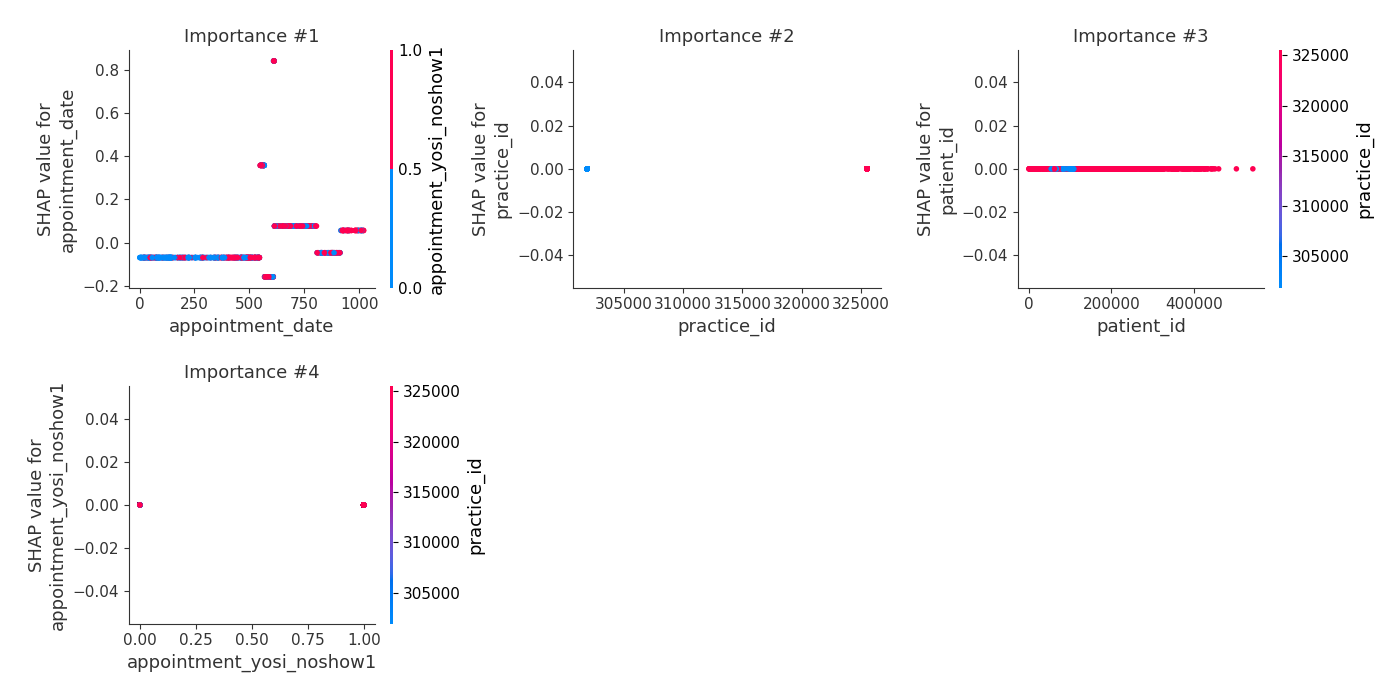 Importance #1
SHAP value for
appointment_date
0.8
0.6
0.4
0.2
0.0
−0.2
0
250
500
750
1000
appointment_date
1.0
0.5
0.0
appointment_yosi_noshow1
Importance #2
SHAP value for
practice_id
0.04
0.02
0.00
−0.02
−0.04
305000
310000
315000
320000
325000
practice_id
Importance #3
SHAP value for
patient_id
0.04
0.02
0.00
−0.02
−0.04
0
200000
400000
patient_id
325000
320000
315000
310000
305000
practice_id
Importance #4
SHAP value for
appointment_yosi_noshow1
0.04
0.02
0.00
−0.02
−0.04
0.00
0.25
0.50
0.75
1.00
appointment_yosi_noshow1
325000
320000
315000
310000
305000
practice_id